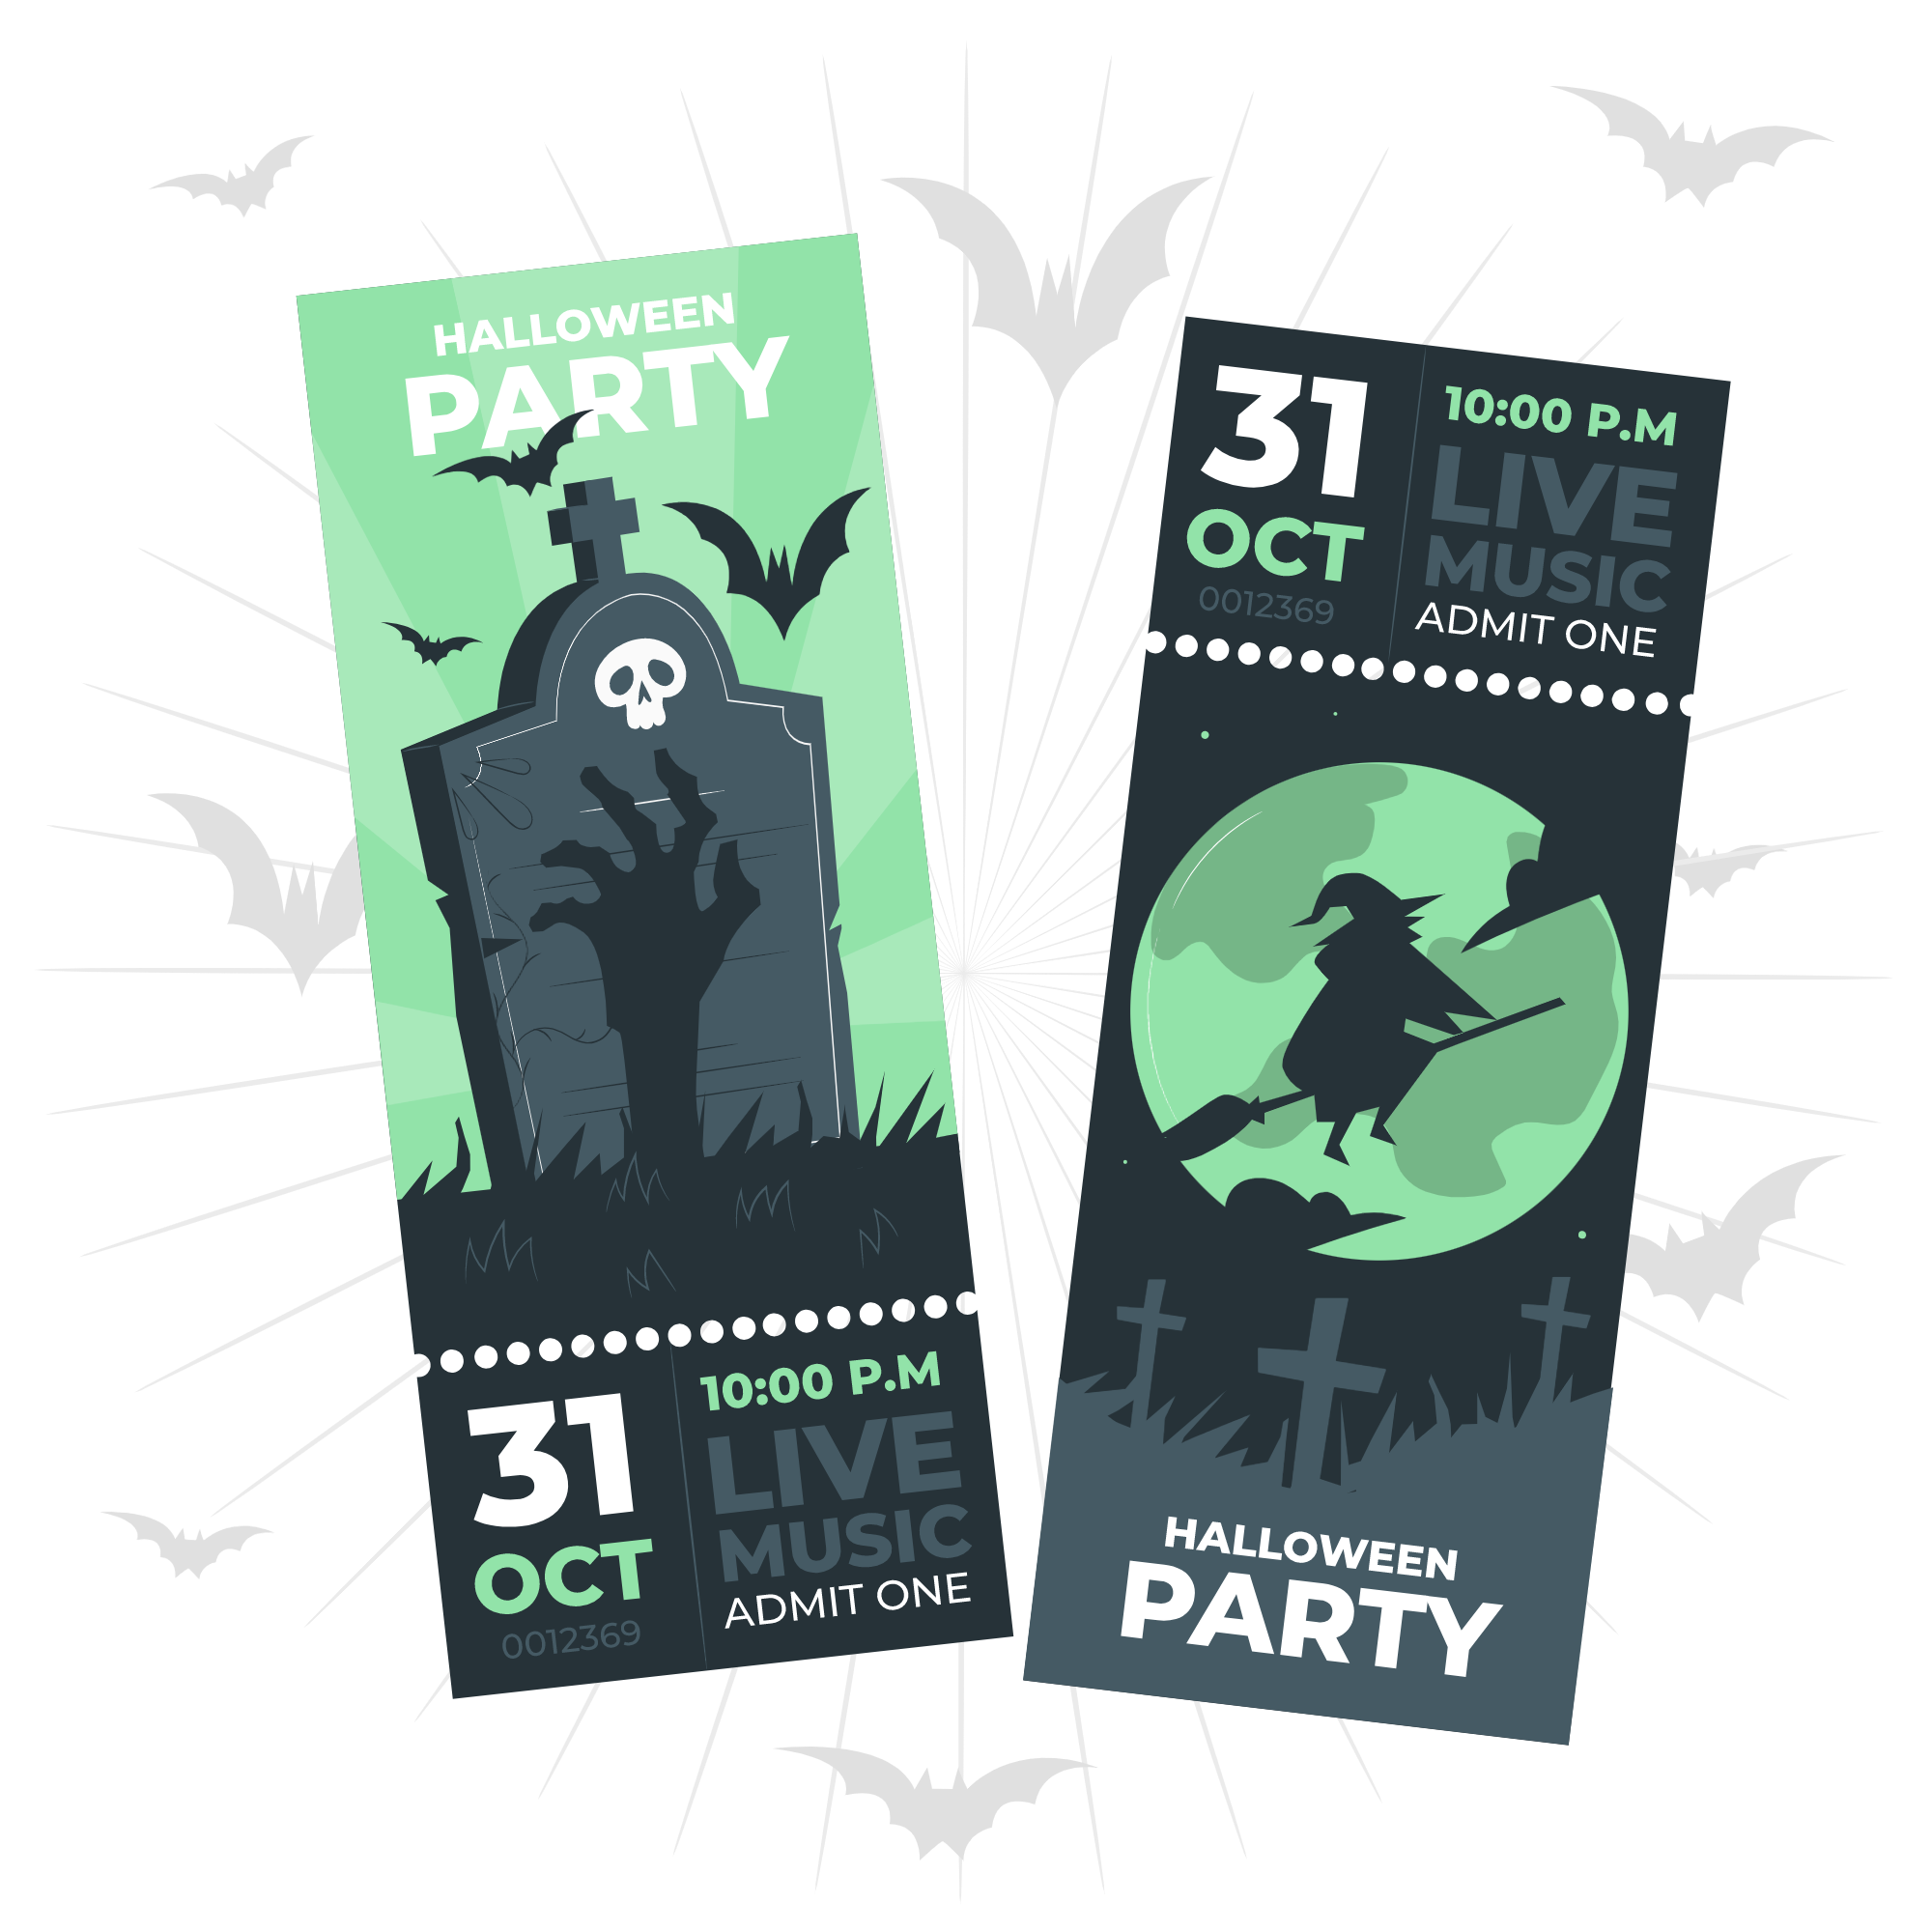 HALLOWEEN
PARTY
31
OCT
0012369
10:00 P.M
LIVE
MUSIC
ADMIT ONE
31
OCT
0012369
10:00 P.M
LIVE
MUSIC
ADMIT ONE
HALLOWEEN
PARTY